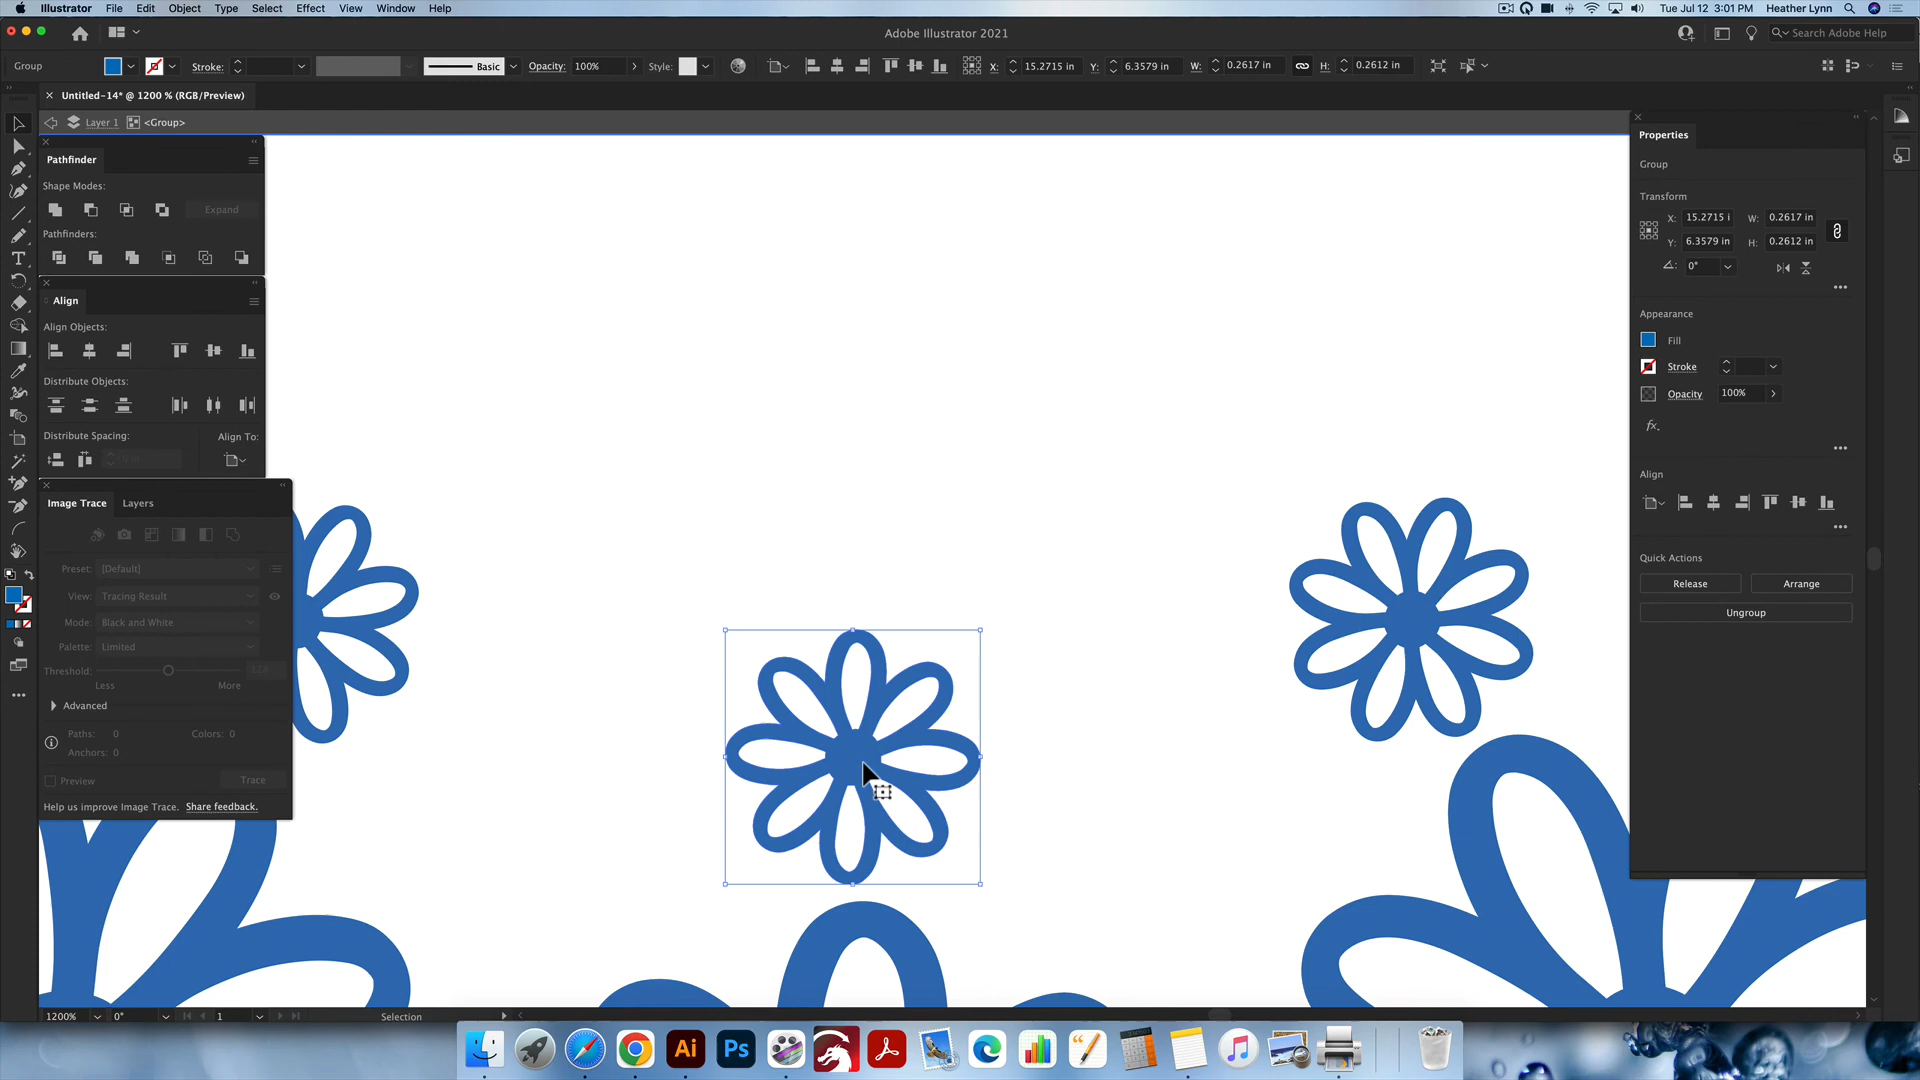 Illustrator File Edit Object Type Select Effect View Window Help
Tue Jul 12 3:01 PM Heather Lynn
Adobe Illustrator 2021
Search Adobe Help
Group
Stroke:
Basic
Opacity: 100%
Style:
X: 15.2715 in
Y: 6.3579 in
W: 0.2617 in
H: 0.2612 in
Untitled-14* @ 1200 % (RGB/Preview)
Layer 1 <Group>
Pathfinder
Shape Modes:
Expand
Pathfinders:
Align
Align Objects:
Distribute Objects:
Distribute Spacing:
Align To:
Image Trace Layers
Preset: [Default]
View: Tracing Result
Mode: Black and White
Palette: Limited
Threshold:
Less More
Advanced
Paths: 0 Colors: 0
Anchors: 0
Preview Trace
Help us improve Image Trace. Share feedback.
Properties
Group
Transform
X: 15.2715 i W: 0.2617 in
Y: 6.3579 in H: 0.2612 in
0°
Appearance
Fill
Stroke
Opacity 100%
fx.
Align
Quick Actions
Release Arrange
Ungroup
1200% 0° 1 Selection
Ai Ps